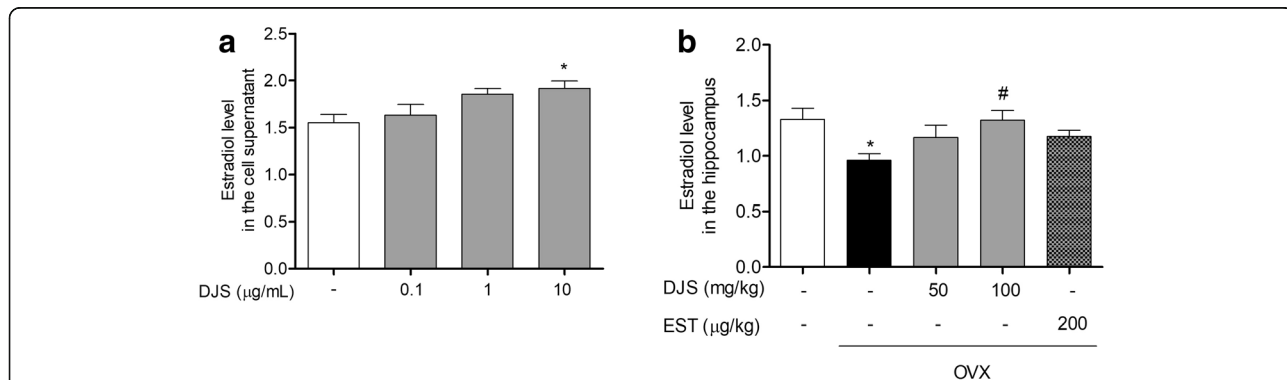 a
Estradiol level
in the cell supernatant
2.5
2.0
1.5
1.0
0.5
0.0
*
DJS (µg/mL) - 0.1 1 10
b
Estradiol level
in the hippocampus
2.0
1.5
1.0
0.5
0.0
*
#
DJS (mg/kg) - - 50 100 -
EST (µg/kg) - - - - 200
OVX